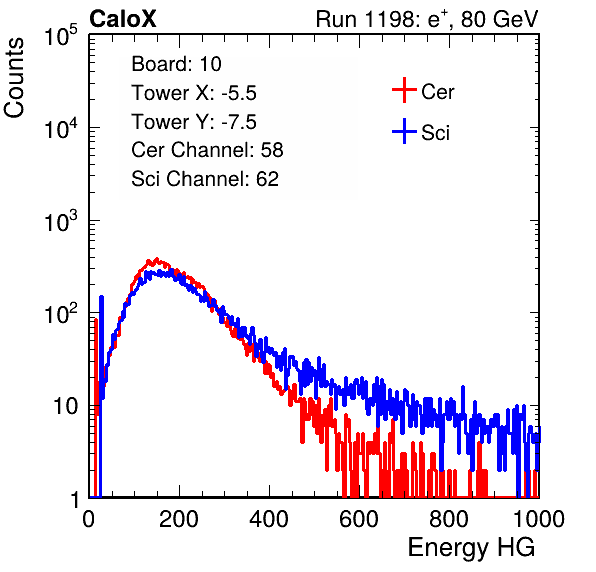 CaloX Run 1198: e+, 80 GeV
Counts
Board: 10
Tower X: -5.5
Tower Y: -7.5
Cer Channel: 58
Sci Channel: 62
Cer
Sci
10^5
10^4
10^3
10^2
10
1
0 200 400 600 800 1000
Energy HG